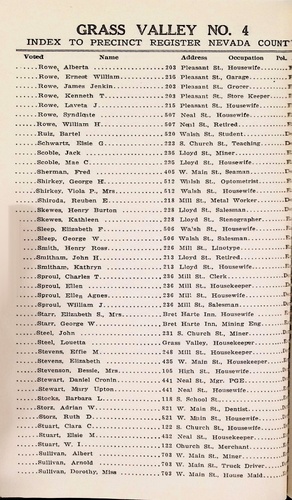 GRASS VALLEY NO. 4
INDEX TO PRECINCT REGISTER NEVADA COUNT
Voted Name Address Occupation Pol.
Rowe, Alberta 203 Pleasant St., Housewife
Rowe, Ernest William 216 Pleasant St., Garage
Rowe, James Jenkin 203 Pleasant St., Grocer
Rowe, Kenneth T. 203 Pleasant St., Store Keeper
Rowe, Laveta J 215 Pleasant St., Housewife
Rowe, Syndlonte 507 Neal St., Housewife
Rowe, William H. 507 Neal St., Retired
Ruiz, Bartel 520 Walsh St., Student
Schwartz, Elsie G 222 S. Church St., Teaching
Scoble, Jack 235 Lloyd St., Miner
Scoble, Mae C. 235 Lloyd St., Housewife
Sherman, Fred 405 W. Main St., Seaman
Shirkey, George H. 512 Walsh St., Optometrist
Shirkey, Viola P., Mrs. 512 Walsh St., Housewife
Shiroda, Reuben E. 218 Mill St., Metal Worker
Skewes, Henry Burton 228 Lloyd St., Salesman
Skewes, Kathleen 228 Lloyd St., Stenographer
Sleep, Elizabeth F. 506 Walsh St., Housewife
Sleep, George W. 506 Walsh St., Salesman
Smith, Henry Rose 226 Mill St., Linotype
Smitham, John H. 213 Lloyd St., Retired
Smitham, Kathryn 213 Lloyd St., Housewife
Sproul, Charles T. 236 Mill St., Clerk
Sproul, Ellen 236 Mill St., Housekeeper
Sproul, Elleq Agnes 236 Mill St., Housewife
Sproul, William J. 236 Mill St., Salesman
Starr, Elizabeth S., Mrs. Bret Harte Inn, Housewife
Starr, George W. Bret Harte Inn, Mining Eng.
Steel, John 231 S. Church St., Miner
Steel, Louetta Grass Valley, Housekeeper
Stevens, Effie M. 246 Mill St., Housekeeper
Stevens, Elizabeth 435 W. Main St., Housekeeper
Stevenson, Bessie, Mrs. 105 High St., Housewife
Stewart, Daniel Cronin 441 Neal St., Mgr. PGE
Stewart, Mary Upton 441 Neal St., Housewife
Stocks, Barbara L. 118 S. School St.
Storz, Adrian W. 821 W. Main St., Dentist
Storz, Ruth D. 821 W. Main St., Housewife
Stuart, Clara C. 122 S. Church St., Housewife
Stuart, Elsie M. 432 Neal St., Housekeeper
Stuart, W. I. 122 Church St., Merchant
Sullivan, Albert 703 W. Main St., Miner
Sullivan, Arnold 703 W. Main St., Truck Driver
Sullivan, Dorothy, Miss 703 W. Main St., House Maid